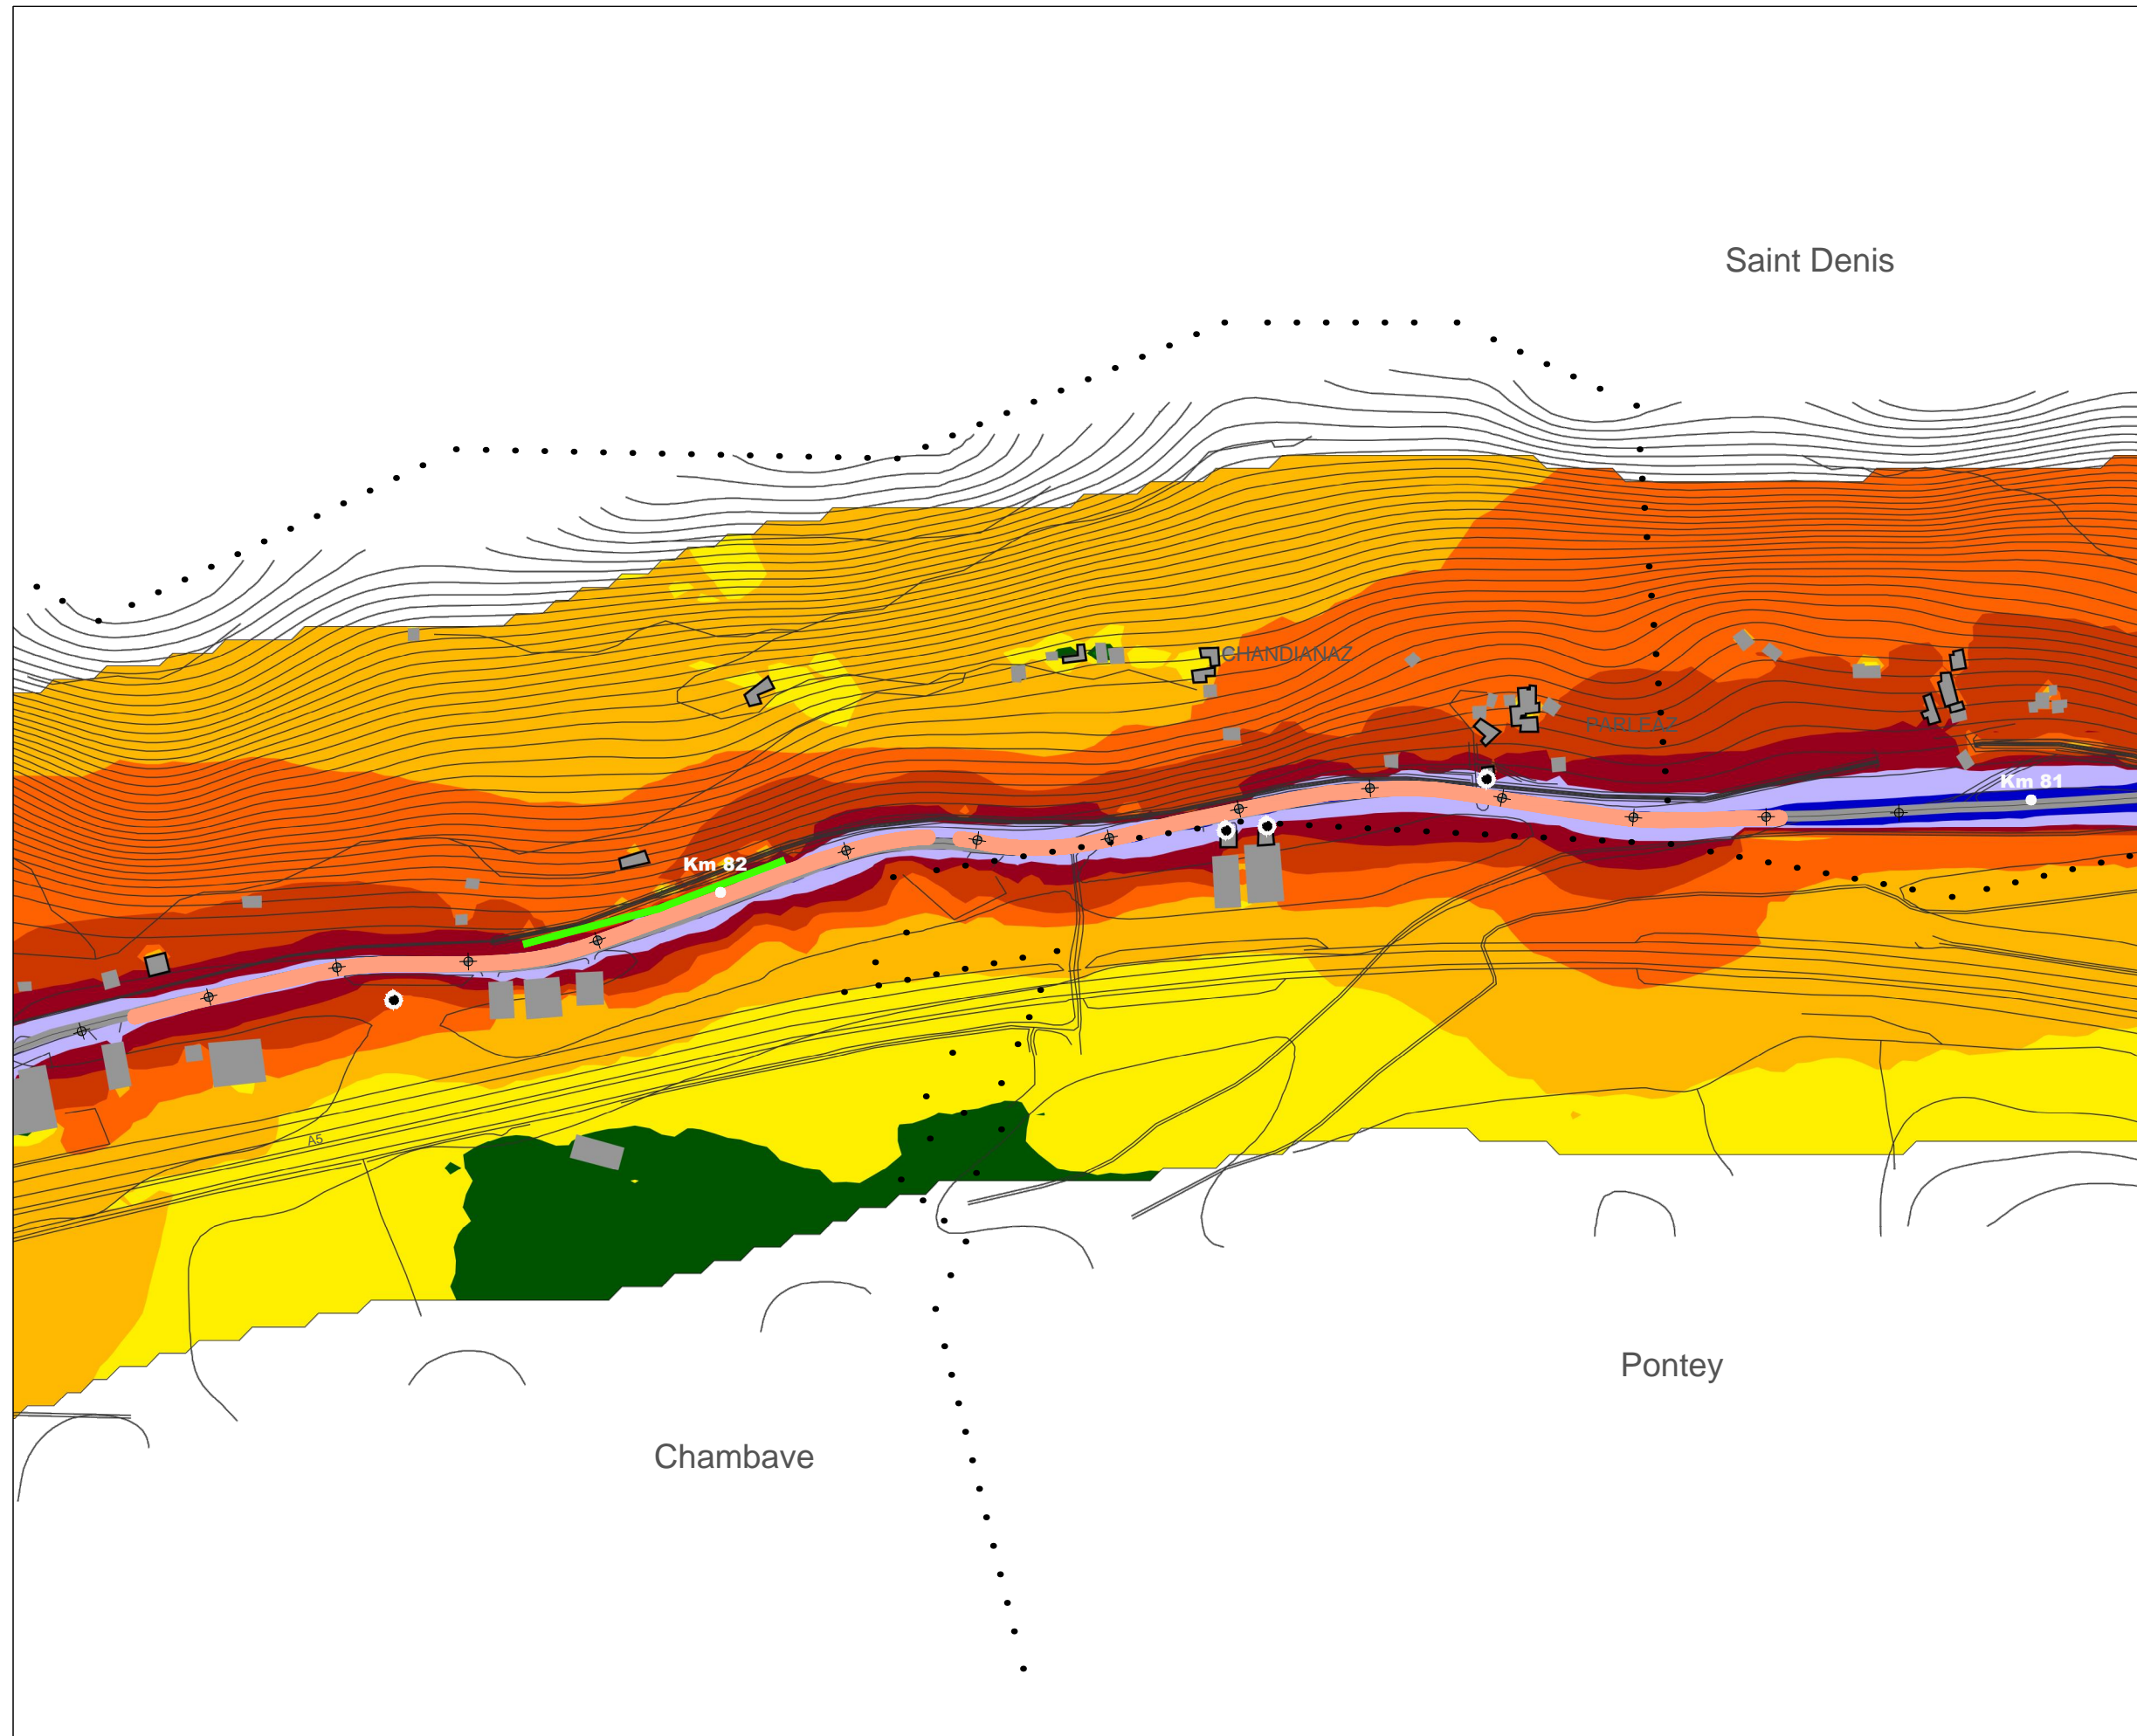 Saint Denis
CHANDIANAZ
PARLEAZ
Km 81
Km 82
A5
Pontey
Chambave